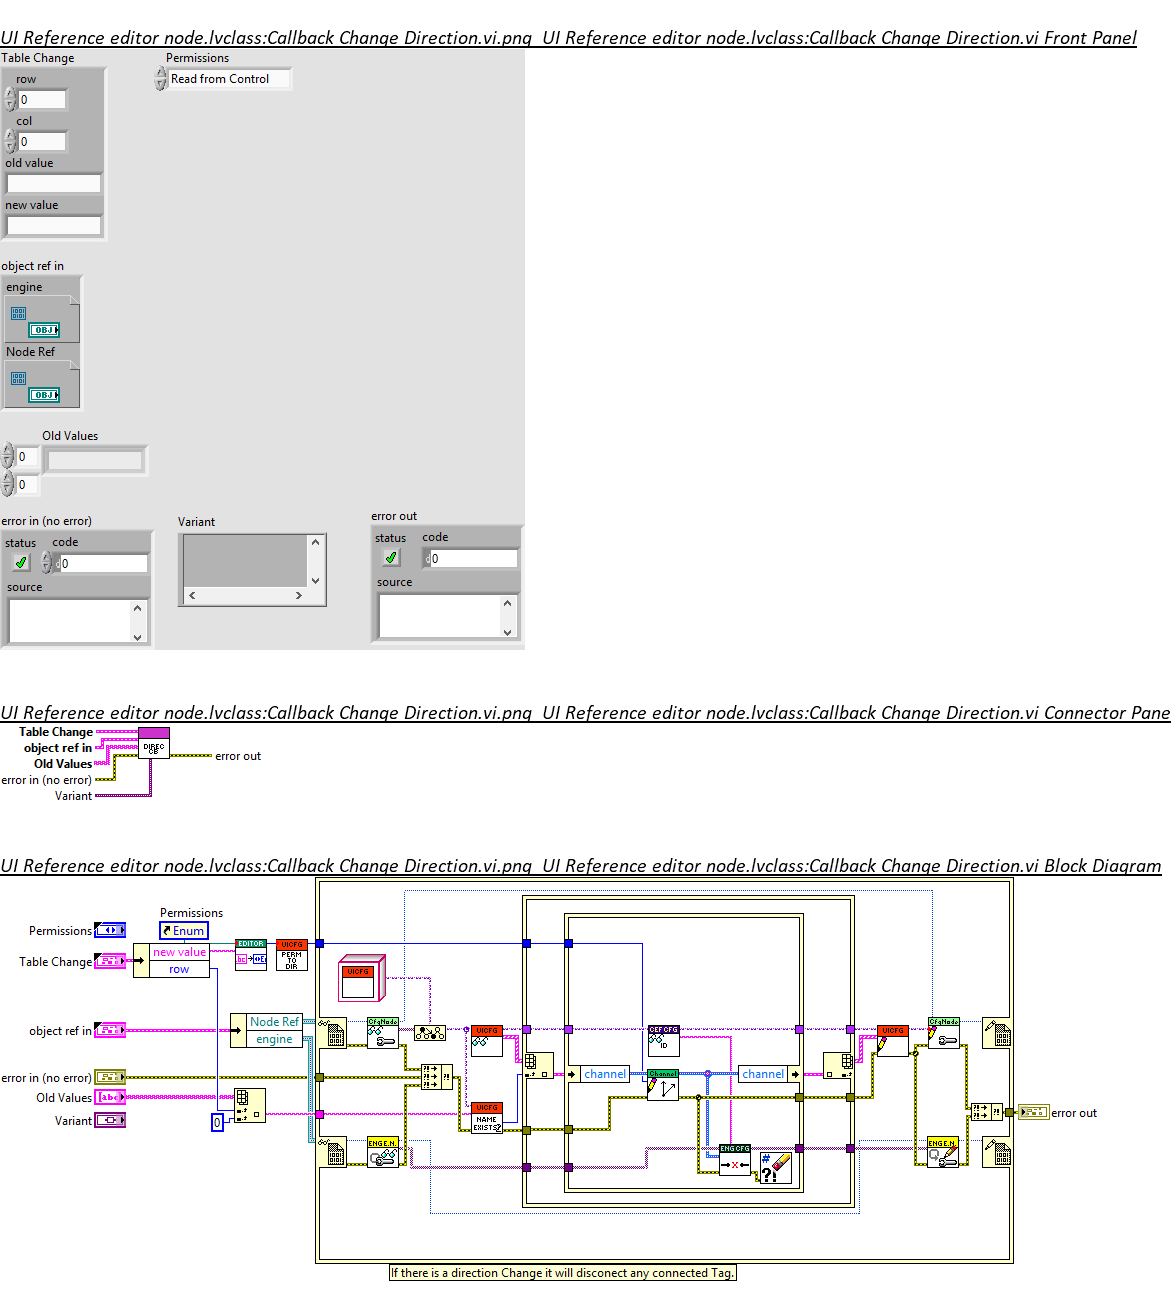 UI Reference editor node.lvclass:Callback Change Direction.vi.png UI Reference editor node.lvclass:Callback Change Direction.vi Front Panel
Table Change
Permissions
row
Read from Control
0
col
0
old value
new value
object ref in
engine
OBJ
Node Ref
OBJ
Old Values
0
0
error in (no error)
Variant
error out
status code
status code
0
0
source
source
UI Reference editor node.lvclass:Callback Change Direction.vi.png UI Reference editor node.lvclass:Callback Change Direction.vi Connector Pane
Table Change
object ref in
Old Values
error in (no error)
Variant
DIREC
CB
error out
UI Reference editor node.lvclass:Callback Change Direction.vi.png UI Reference editor node.lvclass:Callback Change Direction.vi Block Diagram
Permissions
Permissions
Enum
Table Change
new value
row
EDITOR
UICFG
PERM
TO
DIR
UICFG
object ref in
Node Ref
engine
CfgNode
UICFG
CEF CFG
ID
UICFG
CfgNode
error in (no error)
channel
Channel
channel
Old Values
abc
Variant
0
UICFG
NAME
EXISTS?
error out
ENG E.N.
ENG CFG
ENG E.N.
If there is a direction Change it will disconect any connected Tag.